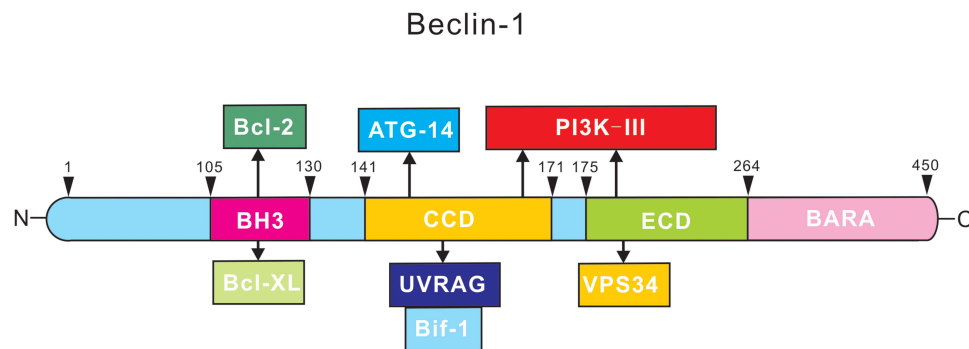 Beclin-1
Bcl-2
ATG-14
PI3K-III
1
105
130
141
171
175
264
450
N
BH3
CCD
ECD
BARA
C
Bcl-XL
UVRAG
VPS34
Bif-1